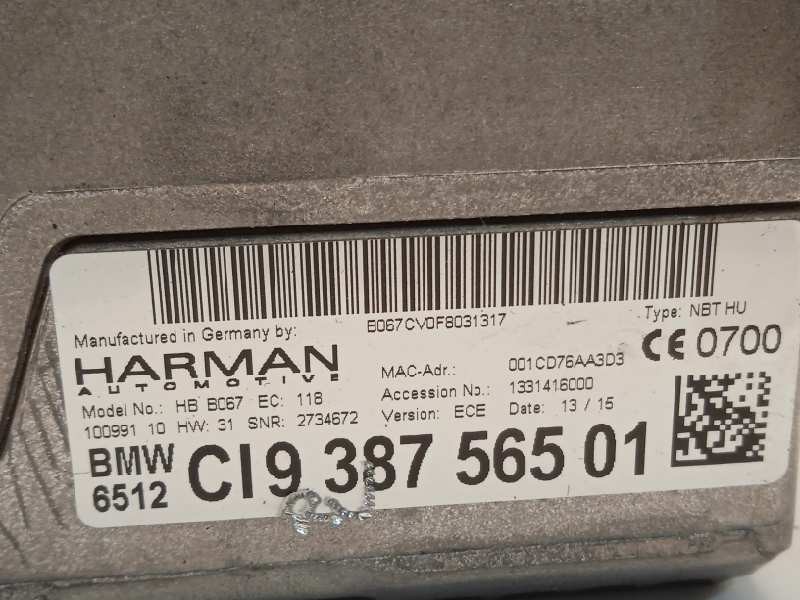 B067CV0F8031317
Type: NBT HU
Manufactured in Germany by:
HARMAN
AUTOMOTIVE
CE 0700
MAC-Adr.: 001CD76AA3D3
Accession No.: 1331416000
Model No.: HB B067 EC: 118
Version: ECE Date: 13 / 15
100991 10 HW: 31 SNR: 2734672
BMW
6512
CI 9 387 565 01